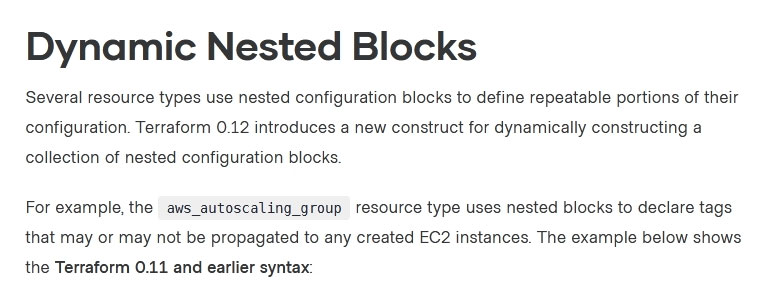 Dynamic Nested Blocks
Several resource types use nested configuration blocks to define repeatable portions of their
configuration. Terraform 0.12 introduces a new construct for dynamically constructing a
collection of nested configuration blocks.
For example, the aws_autoscaling_group resource type uses nested blocks to declare tags
that may or may not be propagated to any created EC2 instances. The example below shows
the Terraform 0.11 and earlier syntax: